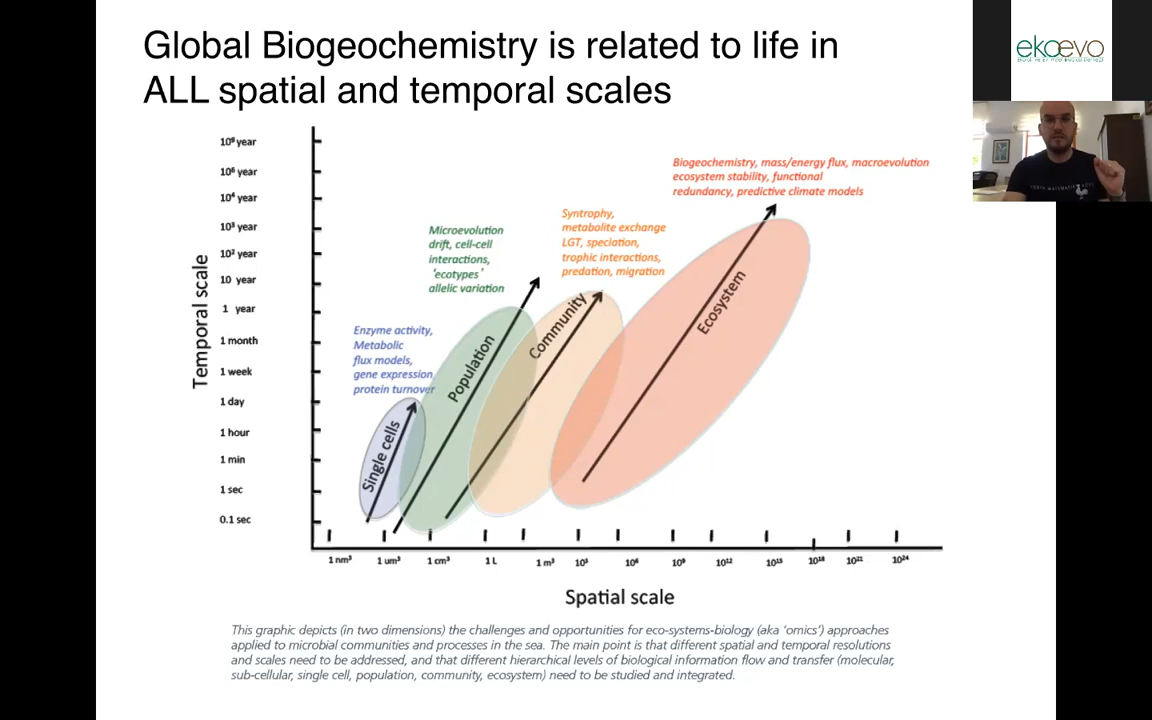 Global Biogeochemistry is related to life in
ALL spatial and temporal scales
ekoevo
10⁹ year
10⁶ year
10⁴ year
10³ year
10² year
10 year
1 year
1 month
1 week
1 day
1 hour
1 min
1 sec
0.1 sec
Temporal scale
Biogeochemistry, mass/energy flux, macroevolution
ecosystem stability, functional
redundancy, predictive climate models
Syntrophy,
metabolite exchange
LGT, speciation,
trophic interactions,
predation, migration
Microevolution
drift, cell-cell
interactions,
‘ecotypes’
allelic variation
Enzyme activity,
Metabolic
flux models,
gene expression
protein turnover
Single cells
Population
Community
Ecosystem
1 nm³ 1 um³ 1 cm³ 1 L 1 m³ 10³ 10⁶ 10⁹ 10¹² 10¹⁵ 10¹⁸ 10²¹ 10²⁴
Spatial scale
This graphic depicts (in two dimensions) the challenges and opportunities for eco-systems-biology (aka ‘omics’) approaches
applied to microbial communities and processes in the sea. The main point is that different spatial and temporal resolutions
and scales need to be addressed, and that different hierarchical levels of biological information flow and transfer (molecular,
sub-cellular, single cell, population, community, ecosystem) need to be studied and integrated.